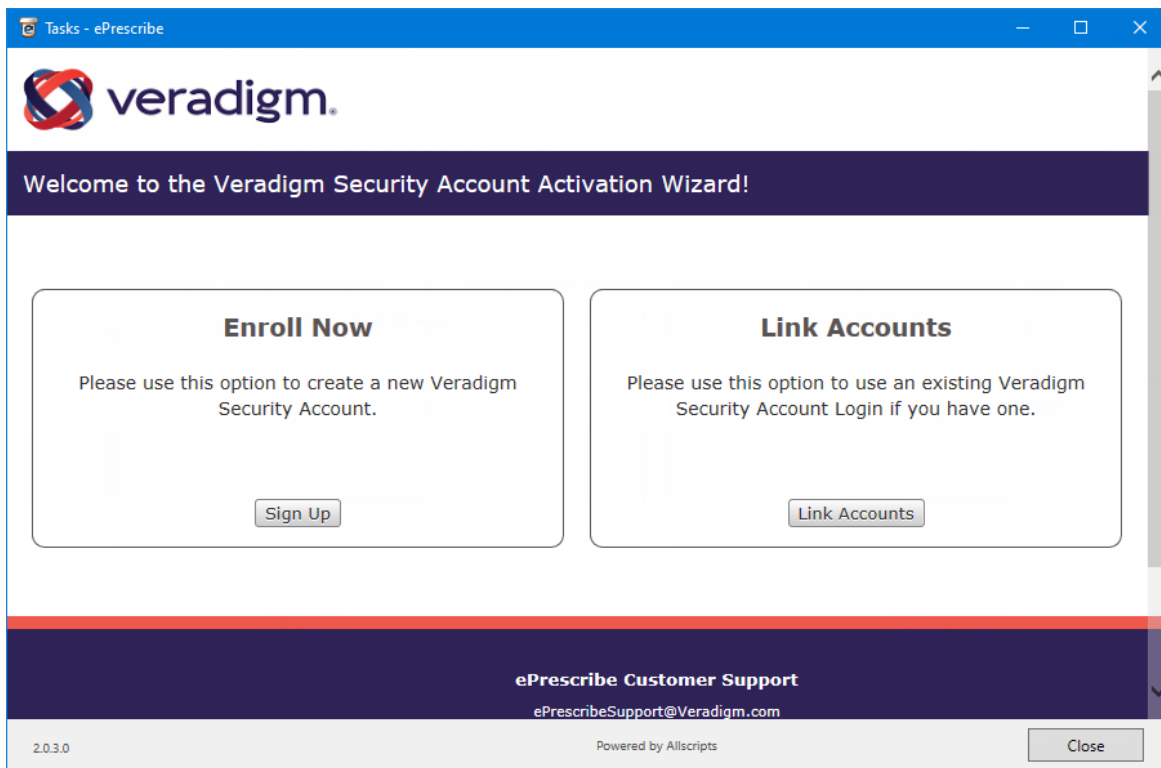 Tasks - ePrescribe
veradigm.
Welcome to the Veradigm Security Account Activation Wizard!
Enroll Now
Please use this option to create a new Veradigm
Security Account.
Sign Up
Link Accounts
Please use this option to use an existing Veradigm
Security Account Login if you have one.
Link Accounts
ePrescribe Customer Support
ePrescribeSupport@Veradigm.com
2.0.3.0
Powered by Allscripts
Close